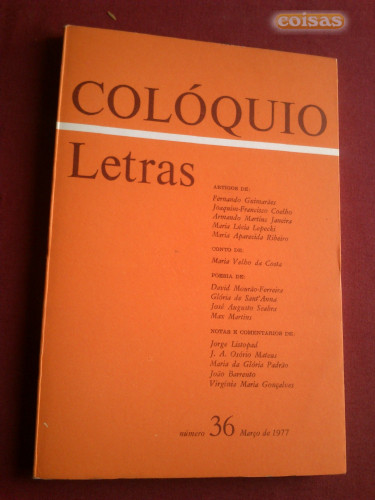 coisas
COLÓQUIO
Letras
ARTIGOS DE:
Fernando Guimarães
Joaquim-Francisco Coelho
Armando Martins Janeira
Maria Lúcia Lepecki
Maria Aparecida Ribeiro
CONTO DE:
Maria Velho da Costa
POESIA DE:
David Mourão-Ferreira
Glória de Sant'Anna
José Augusto Seabra
Max Martins
NOTAS E COMENTÁRIOS DE:
Jorge Listopad
J. A. Osório Mateus
Maria da Glória Padrão
João Barrento
Virgínia Maria Gonçalves
número 36 Março de 1977